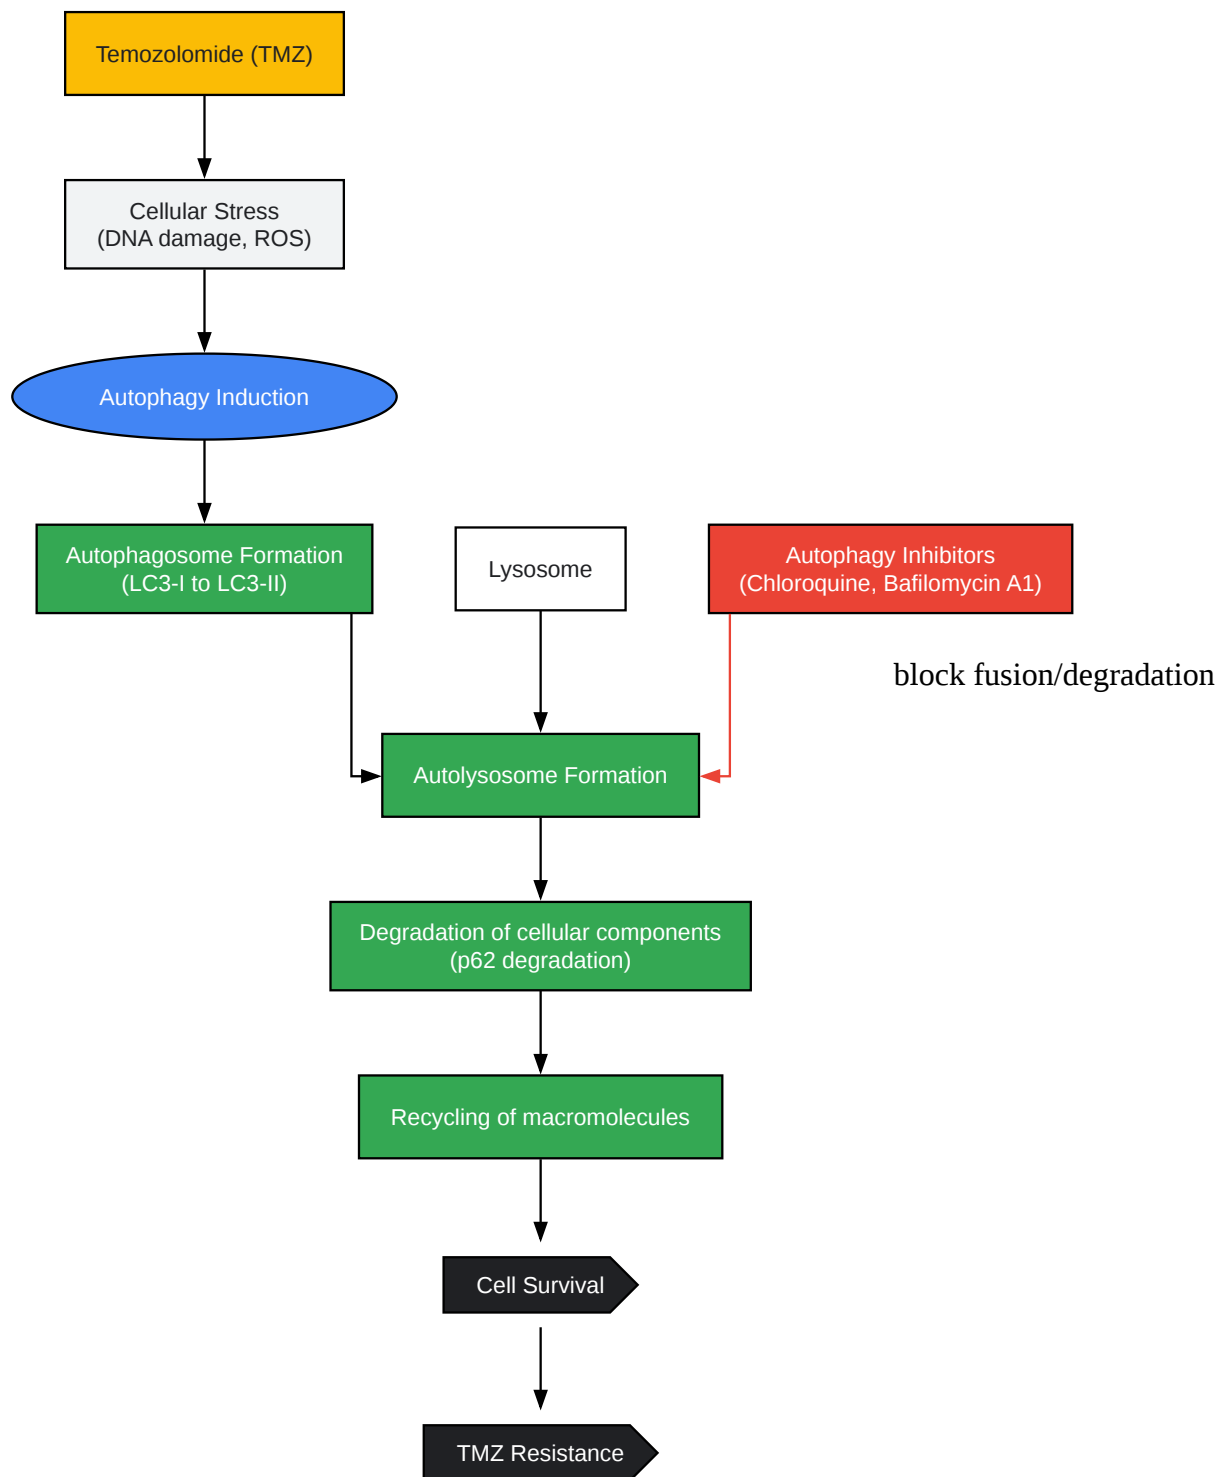 Temozolomide (TMZ)
Cellular Stress
(DNA damage, ROS)
Autophagy Induction
Autophagosome Formation
(LC3-I to LC3-II)
Lysosome
Autophagy Inhibitors
(Chloroquine, Bafilomycin A1)
block fusion/degradation
Autolysosome Formation
Degradation of cellular components
(p62 degradation)
Recycling of macromolecules
Cell Survival
TMZ Resistance